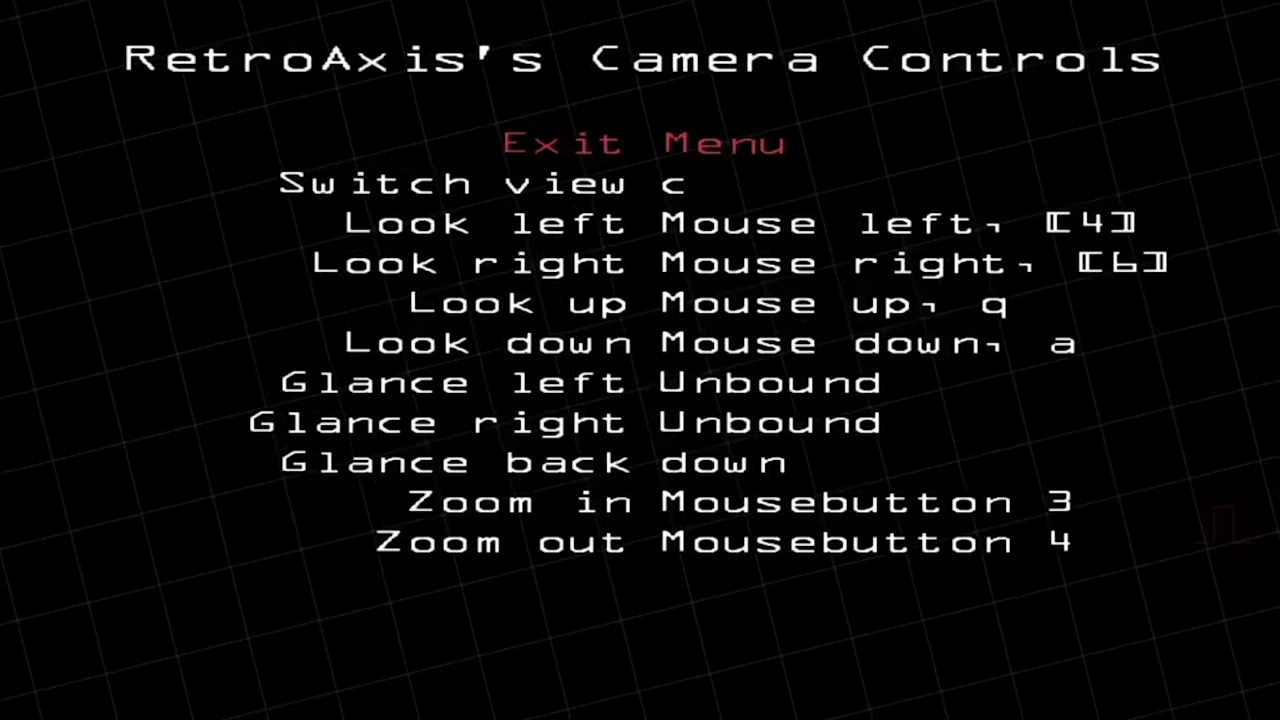 RetroAxis's Camera Controls
Exit Menu
Switch view c
Look left Mouse left, [4]
Look right Mouse right, [6]
Look up Mouse up, q
Look down Mouse down, a
Glance left Unbound
Glance right Unbound
Glance back down
Zoom in Mousebutton 3
Zoom out Mousebutton 4